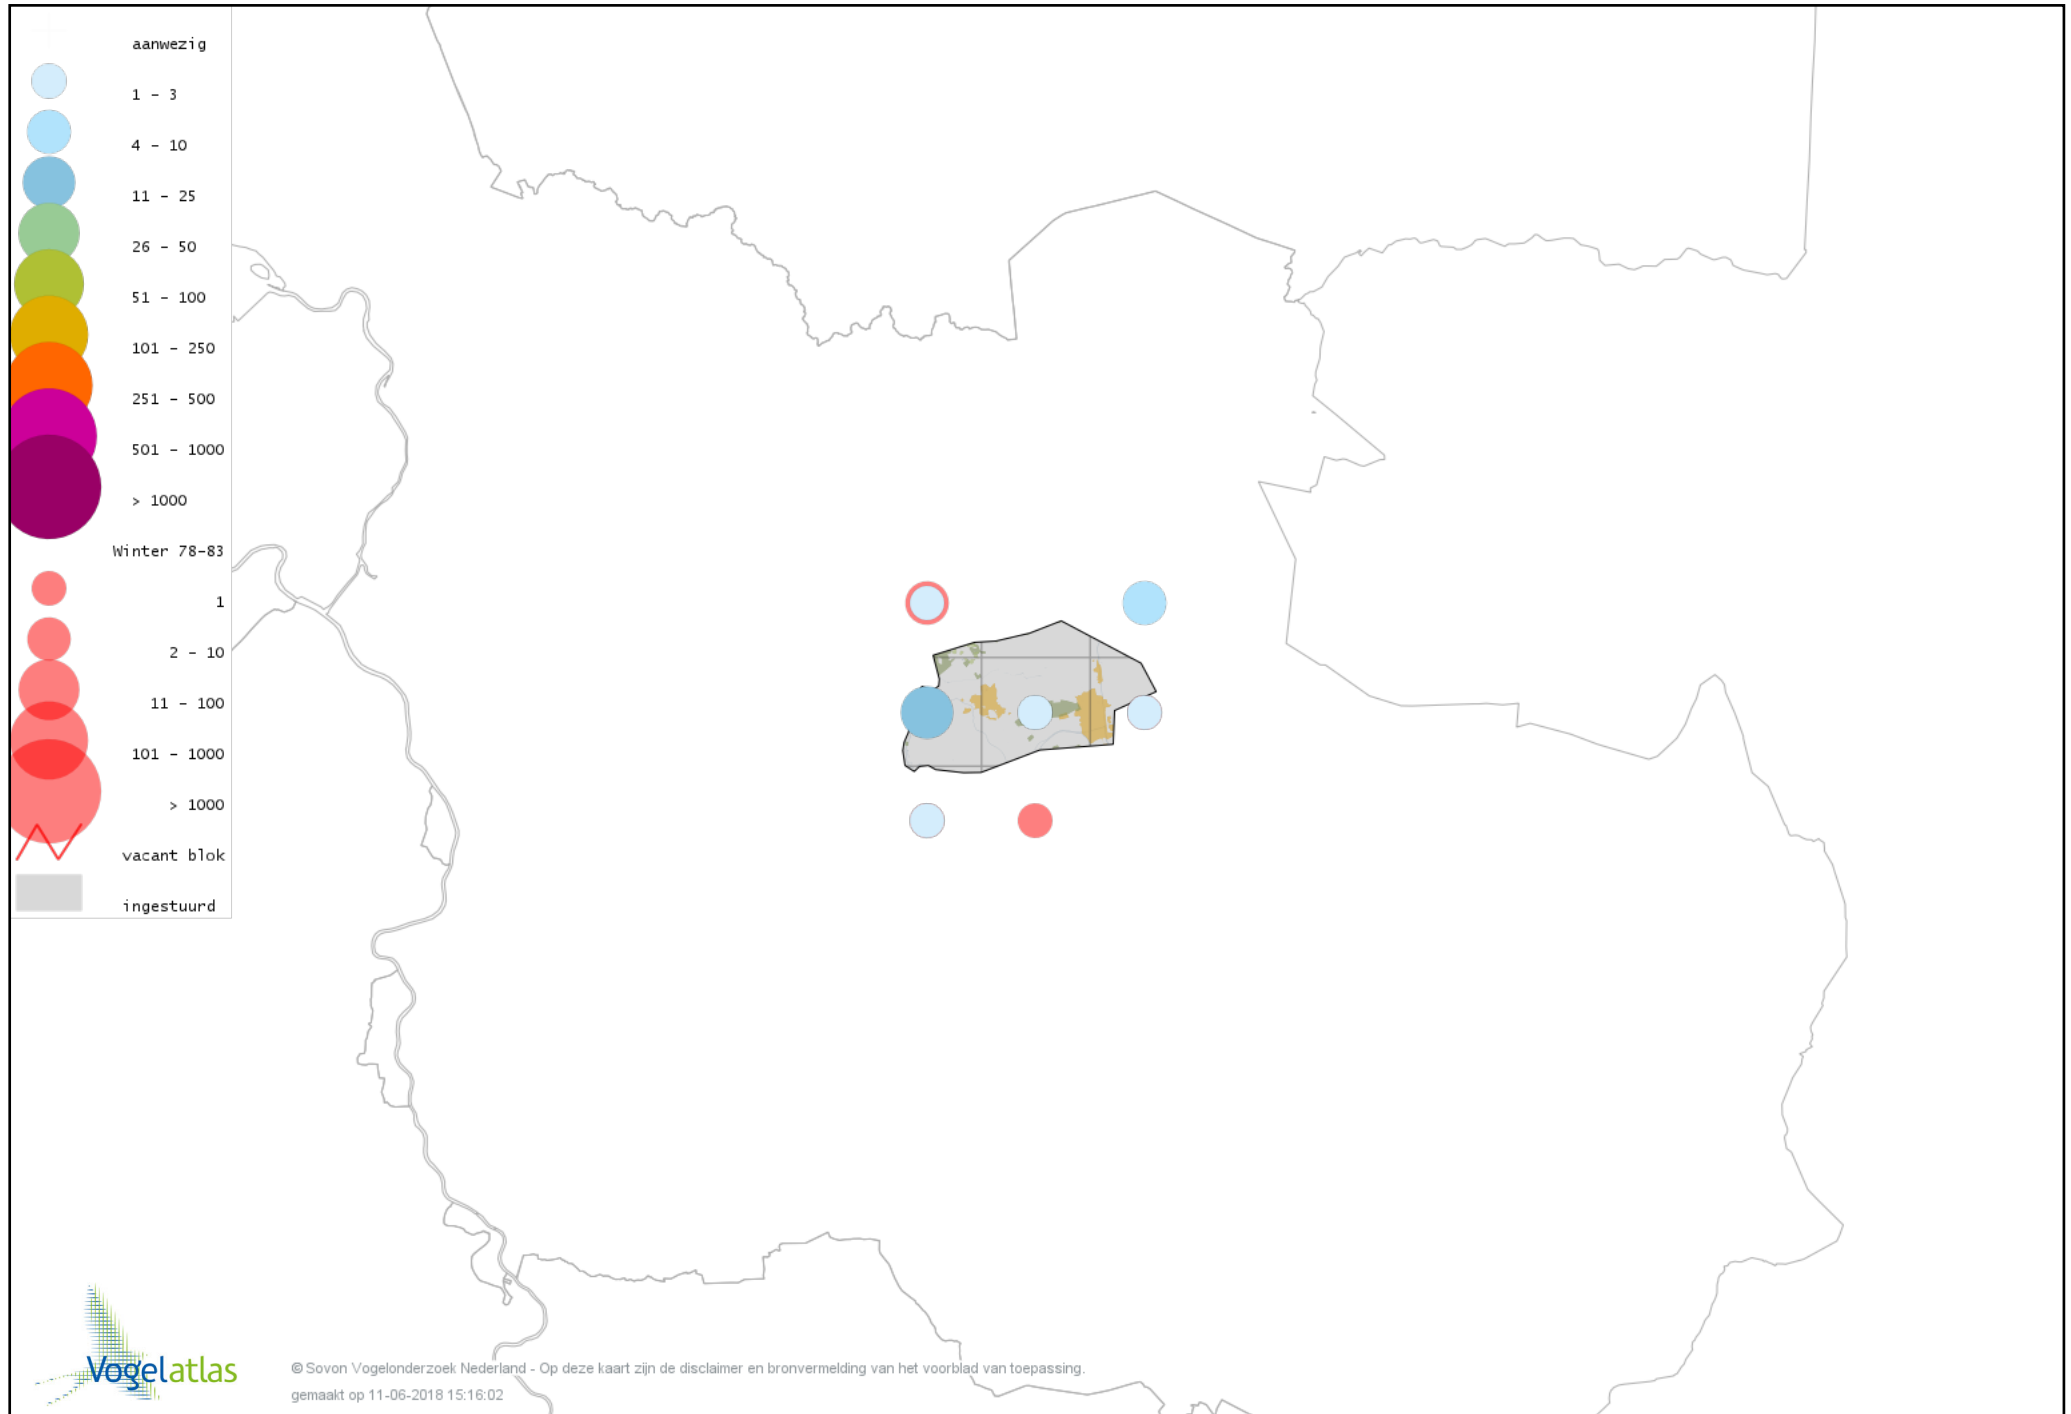 aanwezig
1 – 3
4 – 10
11 – 25
26 – 50
51 – 100
101 – 250
251 – 500
501 – 1000
> 1000
Winter 78-83
1
2 – 10
11 – 100
101 – 1000
> 1000
vacant blok
ingestuurd
Vogelatlas
© Sovon Vogelonderzoek Nederland - Op deze kaart zijn de disclaimer en bronvermelding van het voorblad van toepassing.
gemaakt op 11-06-2018 15:16:02